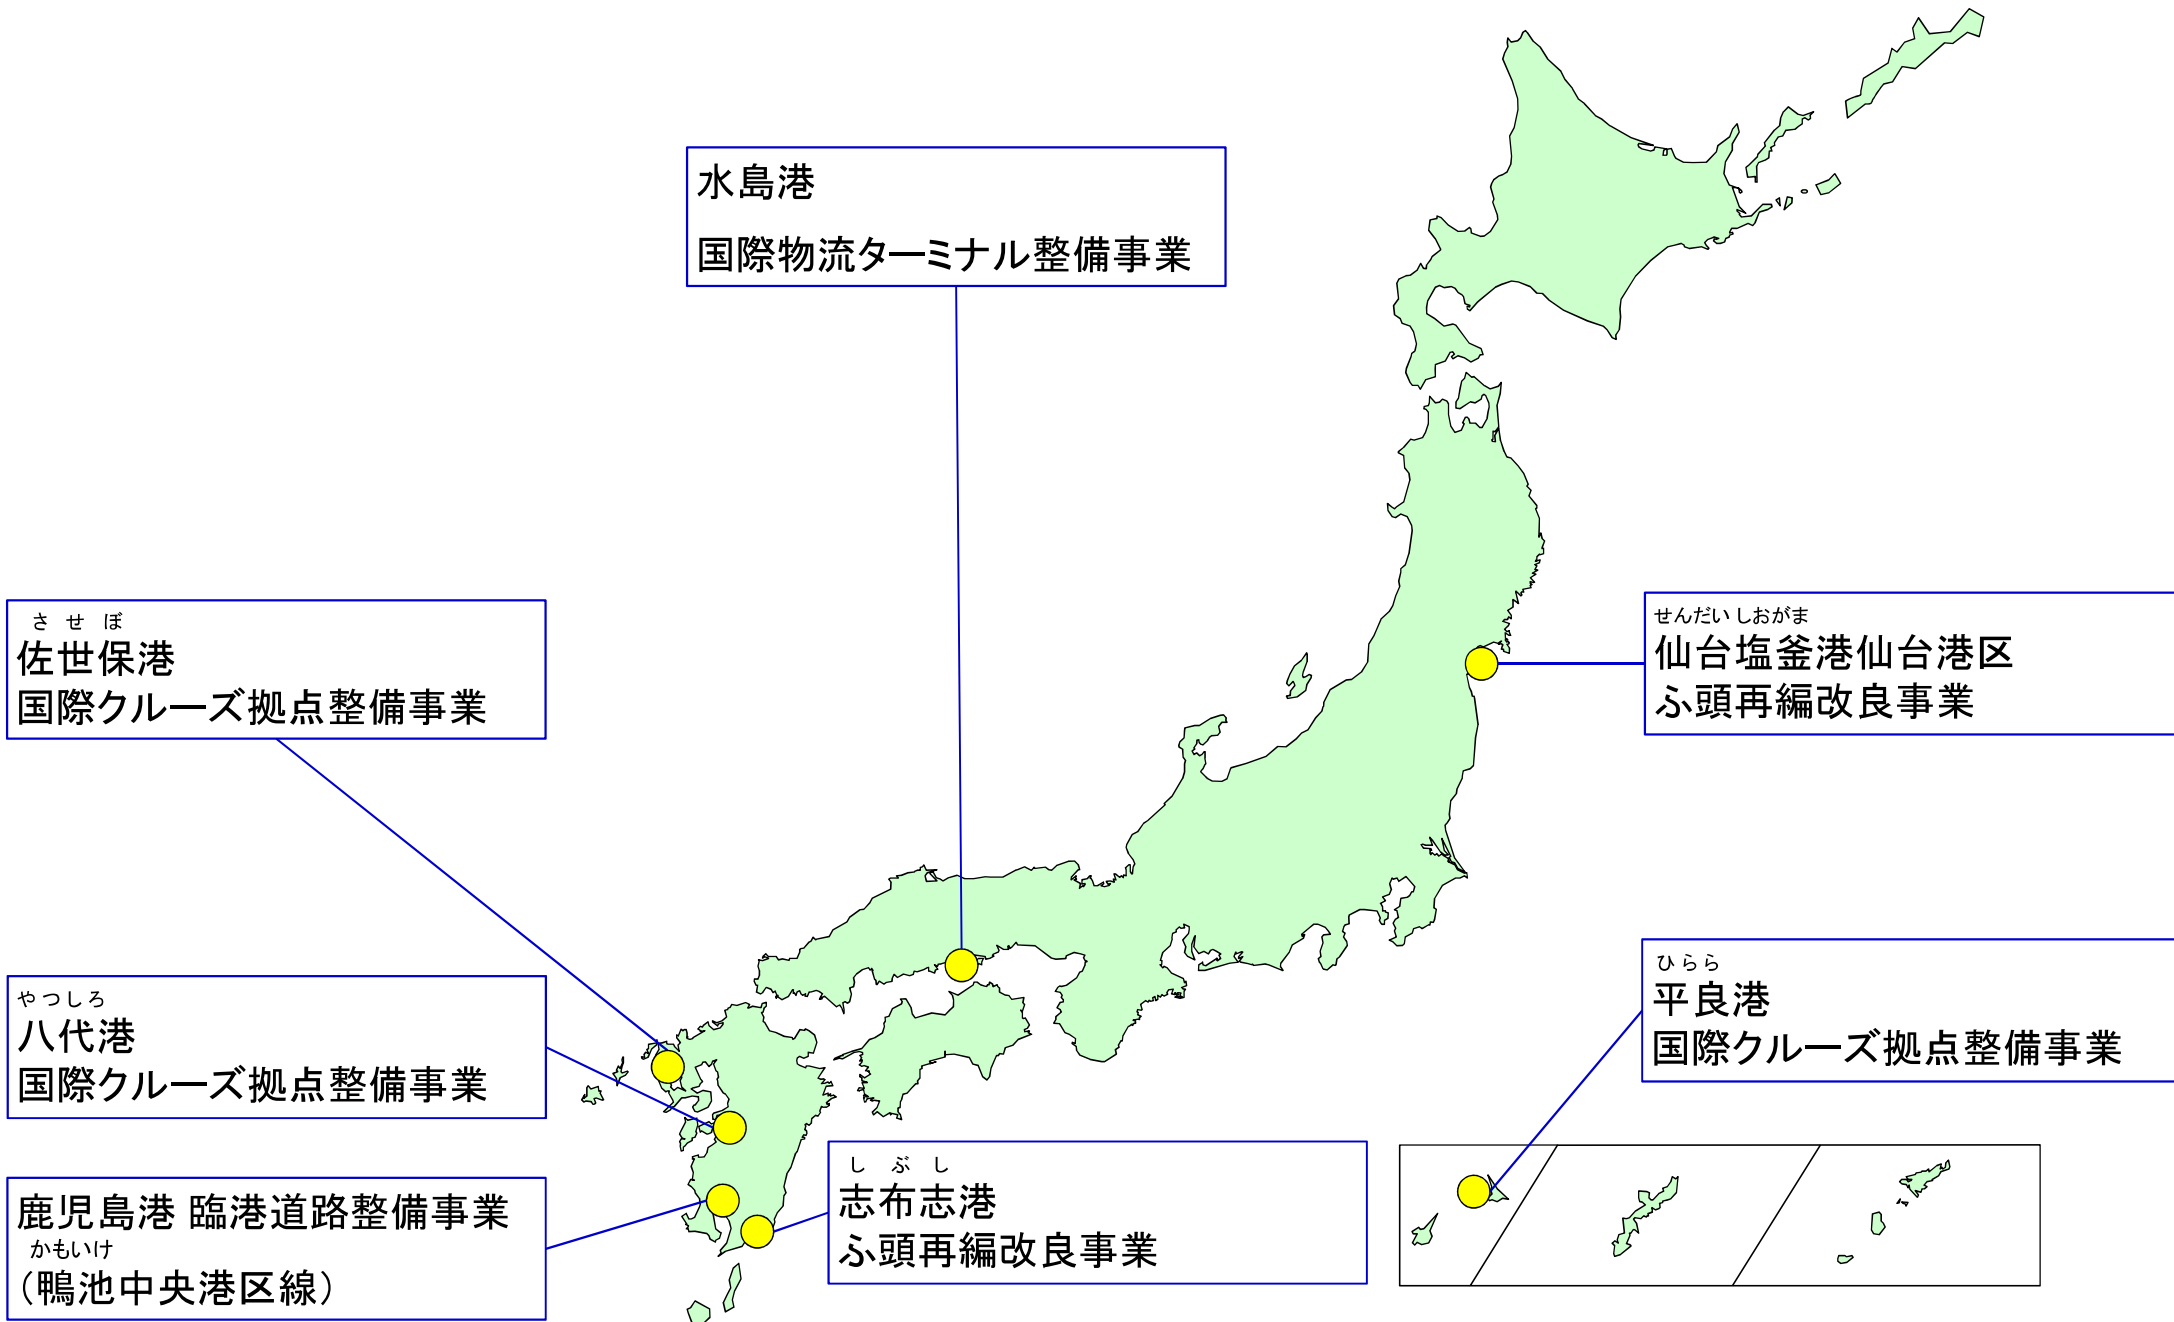 水島港
国際物流ターミナル整備事業
させぼ
佐世保港
国際クルーズ拠点整備事業
せんだいしおがま
仙台塩釜港仙台港区
ふ頭再編改良事業
やつしろ
八代港
国際クルーズ拠点整備事業
ひらら
平良港
国際クルーズ拠点整備事業
鹿児島港 臨港道路整備事業
かもいけ
（鴨池中央港区線）
しぶし
志布志港
ふ頭再編改良事業